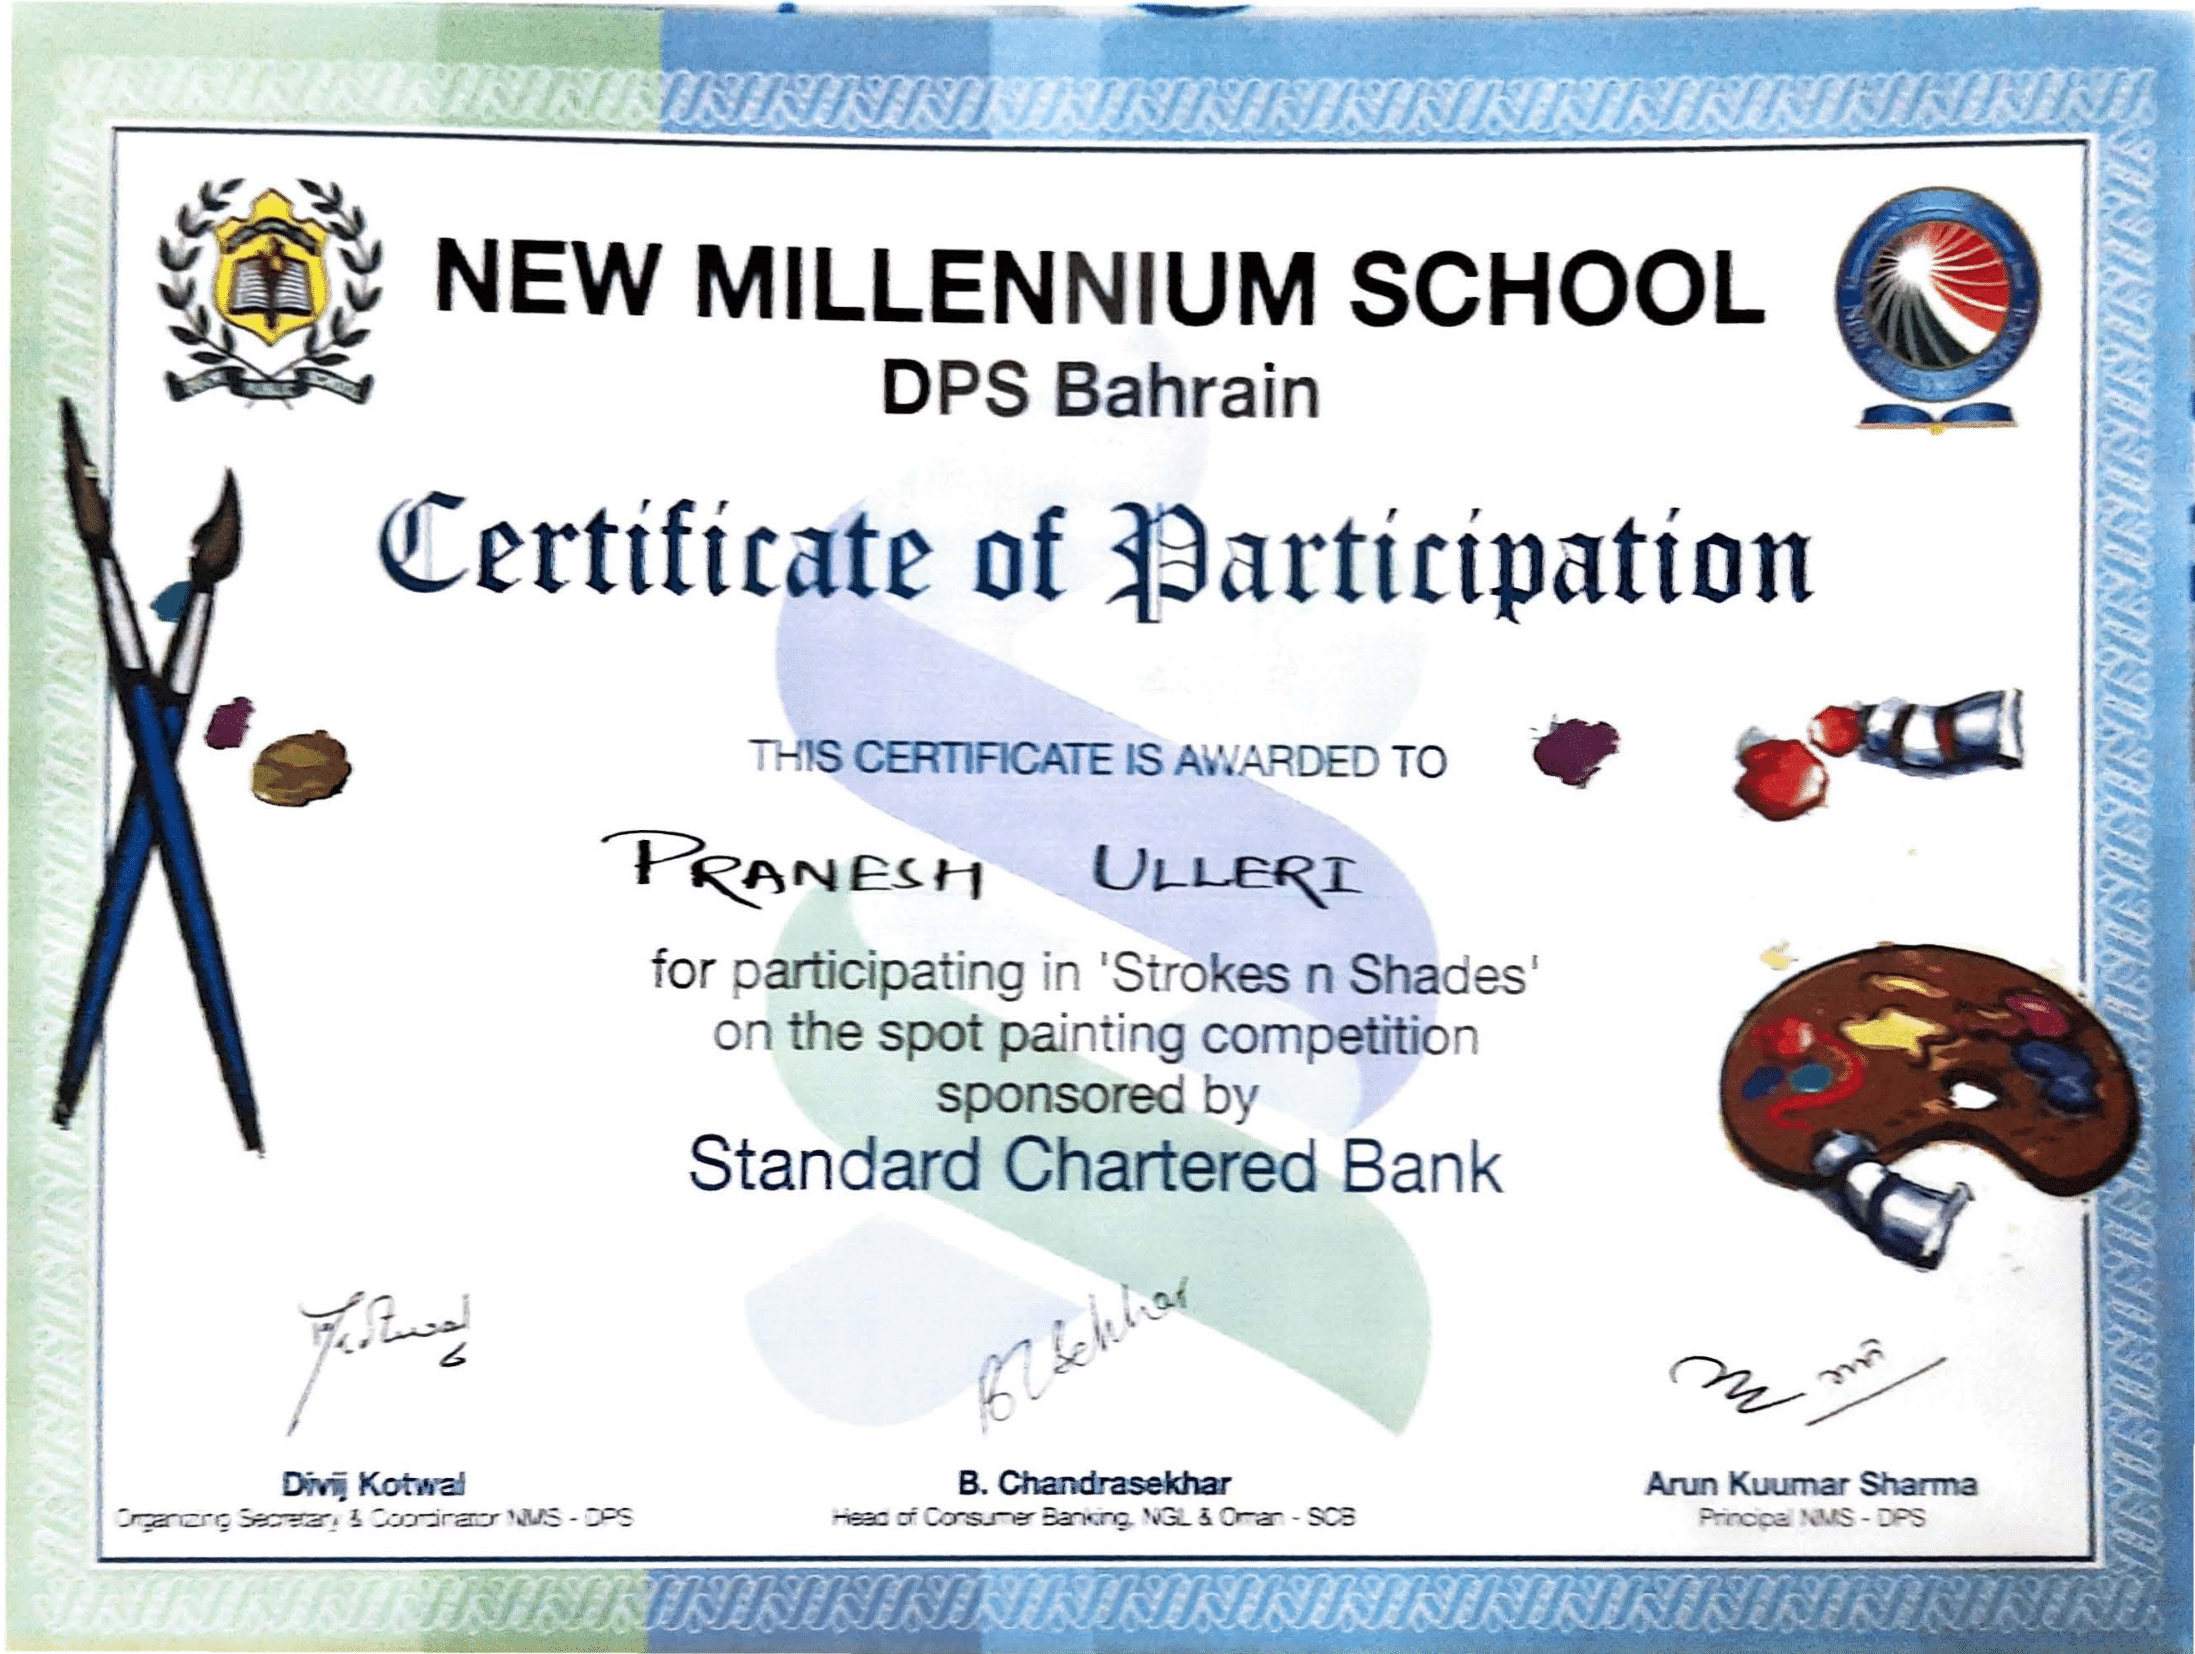 NEW MILLENNIUM SCHOOL
DPS Bahrain
Certificate of Participation
THIS CERTIFICATE IS AWARDED TO
PRANESH ULLERI
for participating in 'Strokes n Shades'
on the spot painting competition
sponsored by
Standard Chartered Bank
Divij Kotwal
Organizing Secretary & Coordinator NMS - DPS
B. Chandrasekhar
Head of Consumer Banking, NGL & Oman - SCB
Arun Kuumar Sharma
Principal NMS - DPS